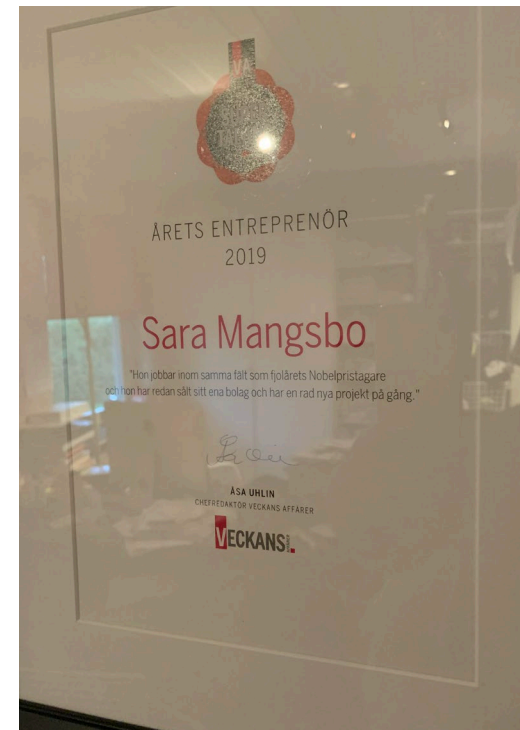 VA
ÅRETS ENTREPRENÖR
2019
Sara Mangsbo
"Hon jobbar inom samma fält som fjolårets Nobelpristagare
och hon har redan sålt sitt ena bolag och har en rad nya projekt på gång."
ÅSA UHLIN
CHEFREDAKTÖR VECKANS AFFÄRER
VECKANS